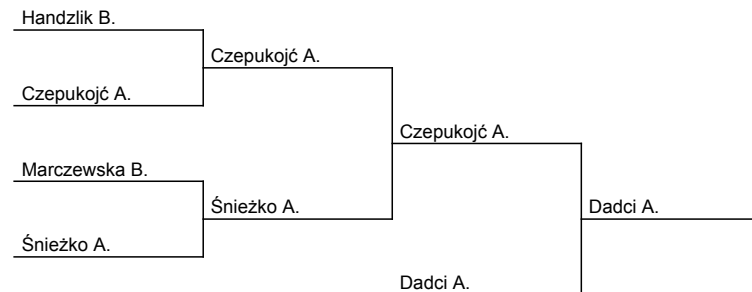 Handzlik B.
Czepukojć A.
Czepukojć A.
Czepukojć A.
Marczewska B.
Śnieżko A.
Dadci A.
Śnieżko A.
Dadci A.